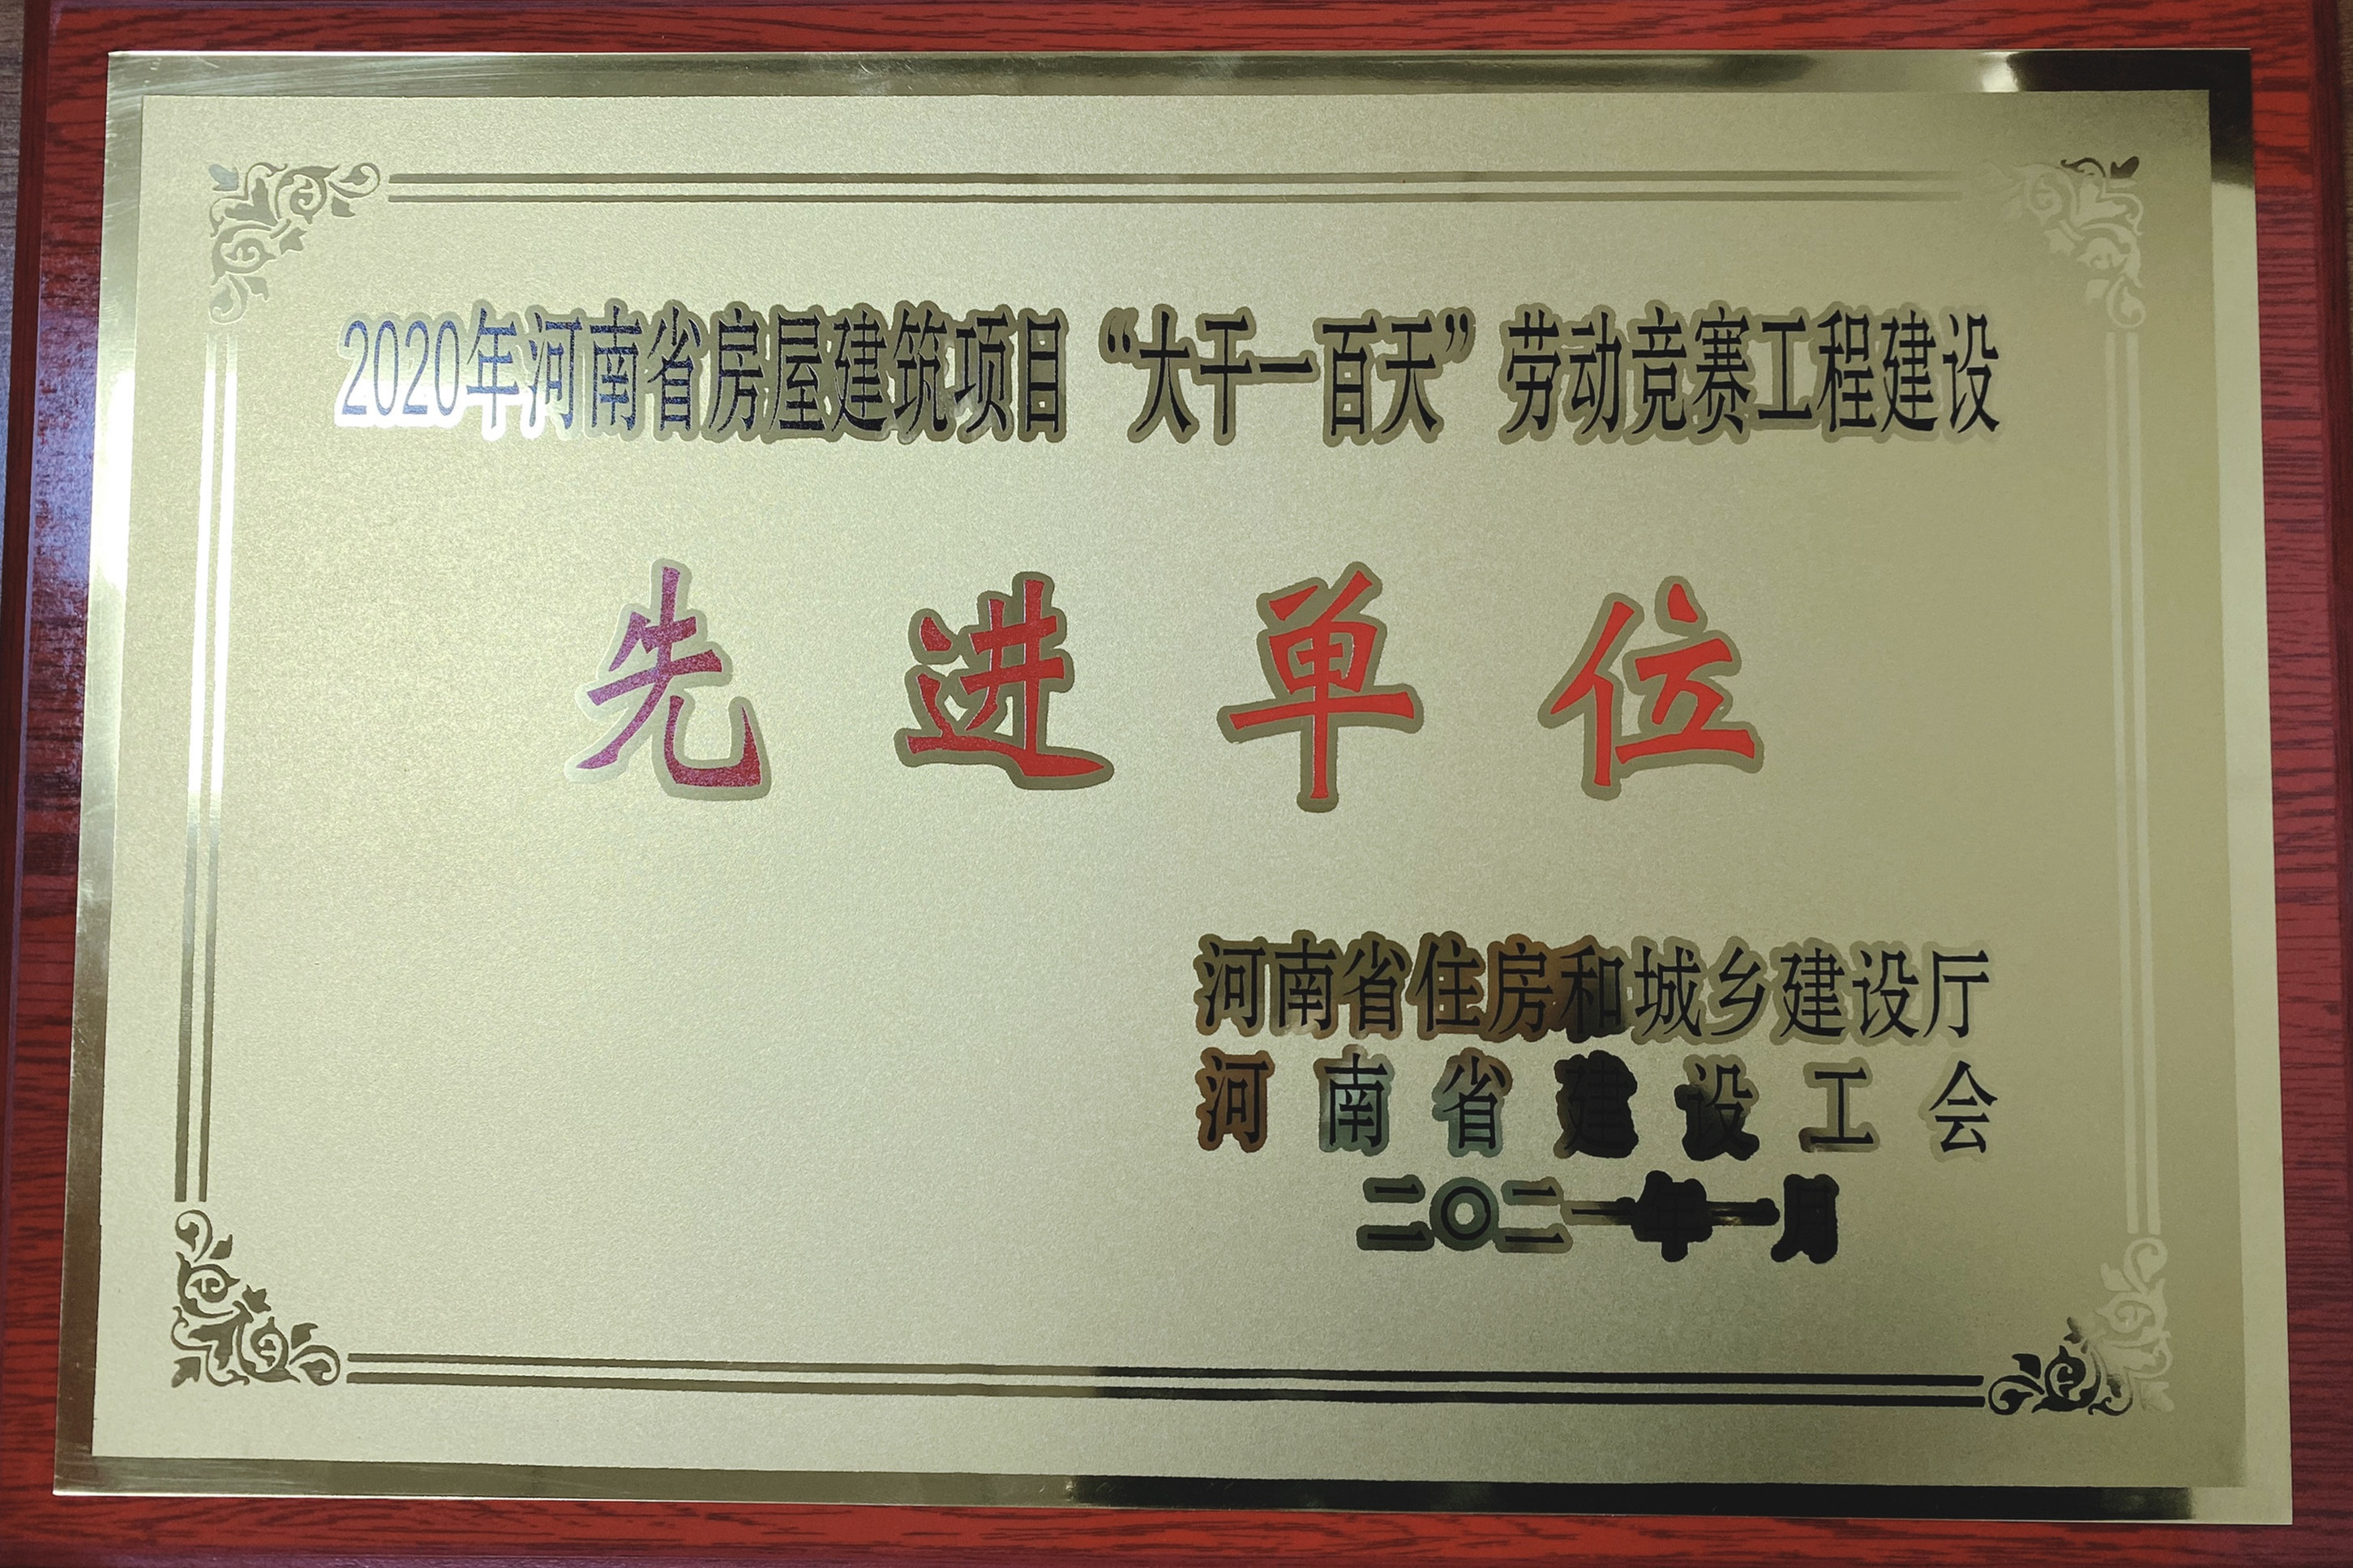 2020年河南省房屋建筑项目“大干一百天”劳动竞赛工程建设
先进单位
河南省住房和城乡建设厅
河南省建设工会
二〇二一年一月